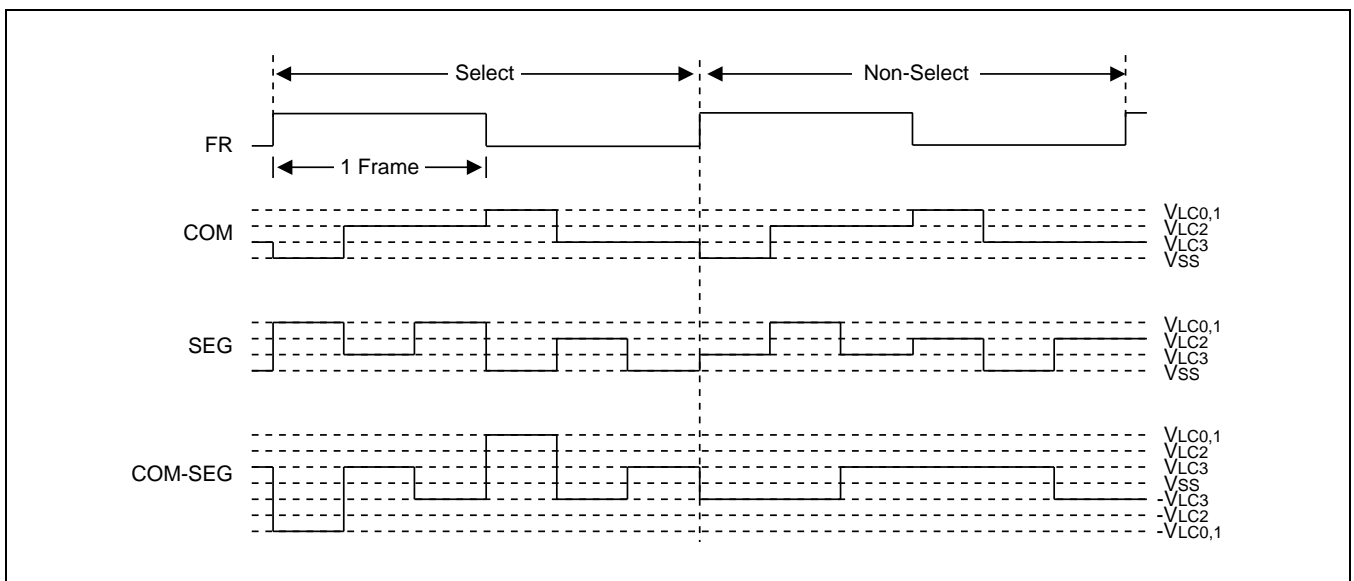 Select
Non-Select
FR
1 Frame
COM
VLC0,1
VLC2
VLC3
VSS
SEG
VLC0,1
VLC2
VLC3
VSS
COM-SEG
VLC0,1
VLC2
VLC3
VSS
-VLC3
-VLC2
-VLC0,1